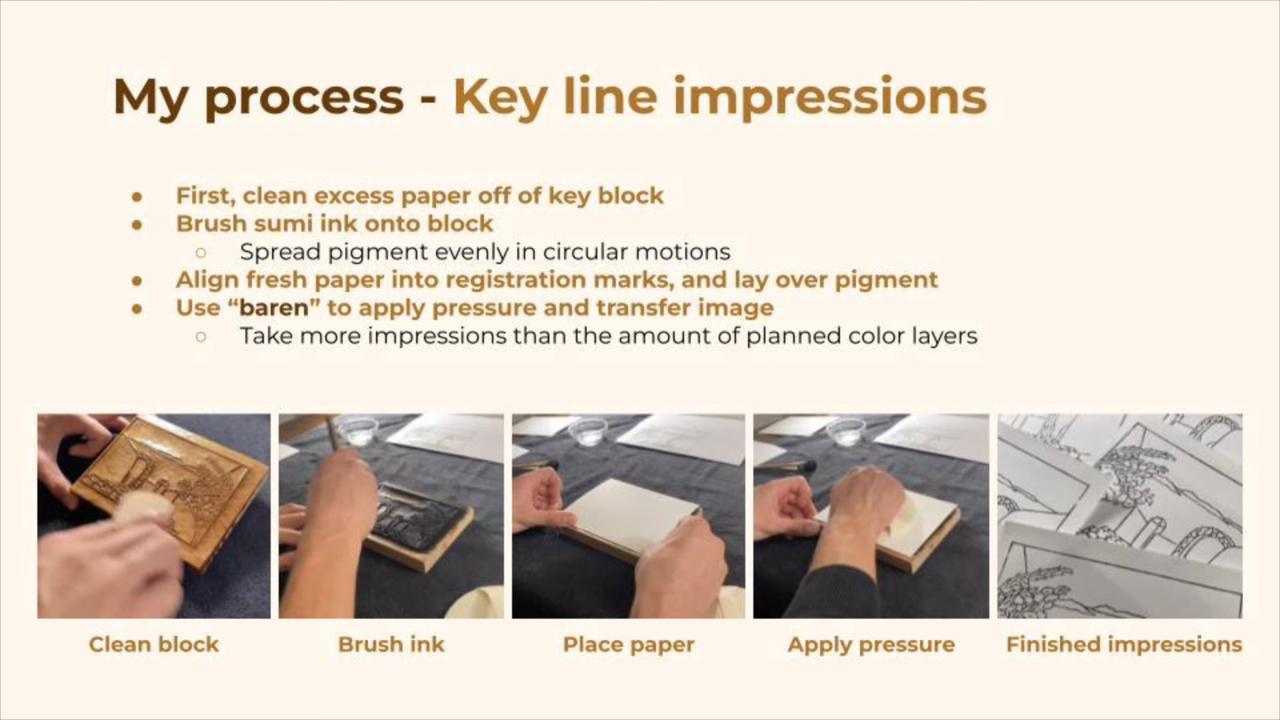 My process - Key line impressions
● First, clean excess paper off of key block
● Brush sumi ink onto block
○ Spread pigment evenly in circular motions
● Align fresh paper into registration marks, and lay over pigment
● Use “baren” to apply pressure and transfer image
○ Take more impressions than the amount of planned color layers
Clean block
Brush ink
Place paper
Apply pressure
Finished impressions